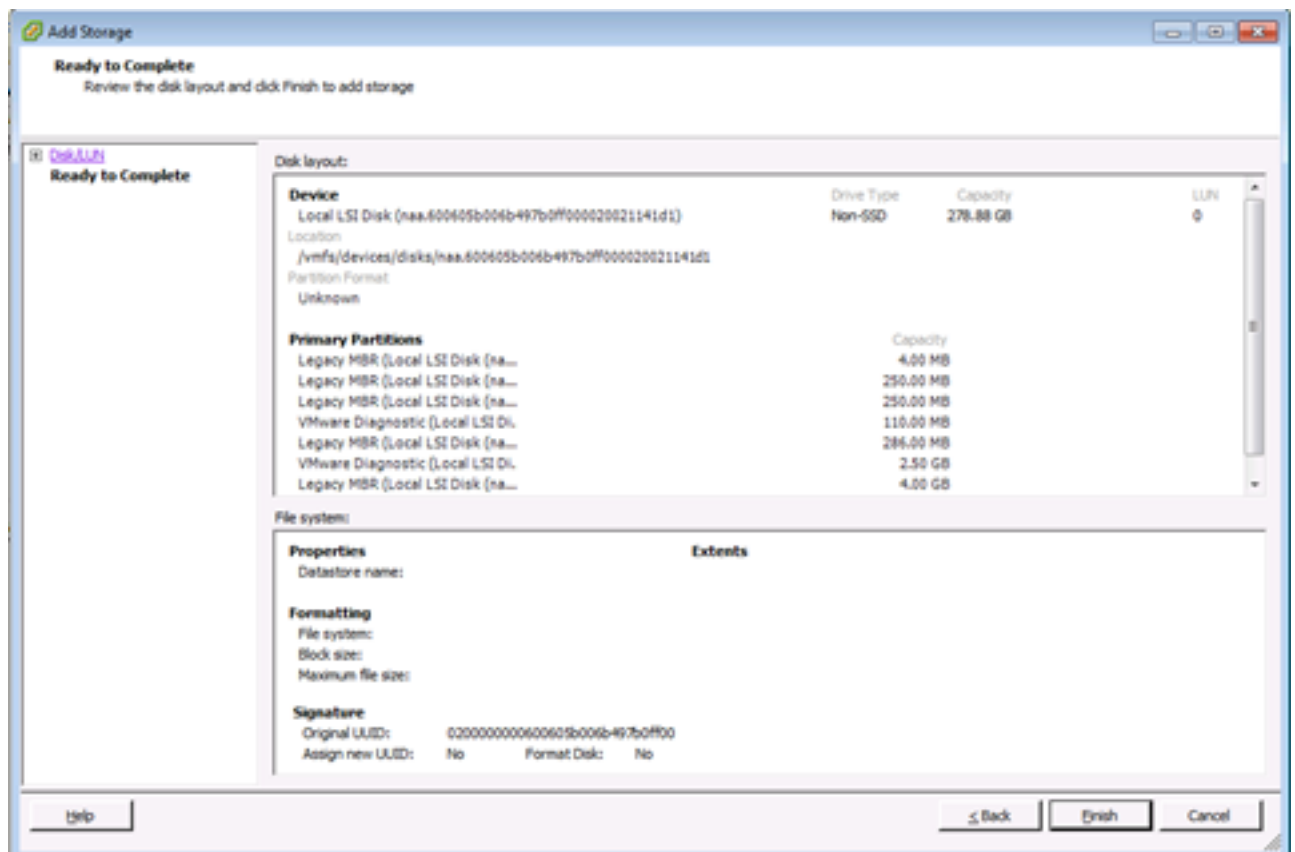 Add Storage
Ready to Complete
Review the disk layout and click Finish to add storage
Disk/LUN
Ready to Complete
Disk layout:
Device Drive Type Capacity LUN
Local LSI Disk (naa.600605b006b497b0ff000020021141d1) Non-SSD 278.88 GB 0
Location
/vmfs/devices/disks/naa.600605b006b497b0ff000020021141d1
Partition Format
Unknown
Primary Partitions Capacity
Legacy MBR (Local LSI Disk (na... 4.00 MB
Legacy MBR (Local LSI Disk (na... 250.00 MB
Legacy MBR (Local LSI Disk (na... 250.00 MB
VMware Diagnostic (Local LSI Di. 110.00 MB
Legacy MBR (Local LSI Disk (na... 286.00 MB
VMware Diagnostic (Local LSI Di. 2.50 GB
Legacy MBR (Local LSI Disk (na... 4.00 GB
File system:
Properties Extents
Datastore name:
Formatting
File system:
Block size:
Maximum file size:
Signature
Original UUID: 0200000000600605b006b497b0ff00
Assign new UUID: No Format Disk: No
Help
≤ Back
Finish
Cancel